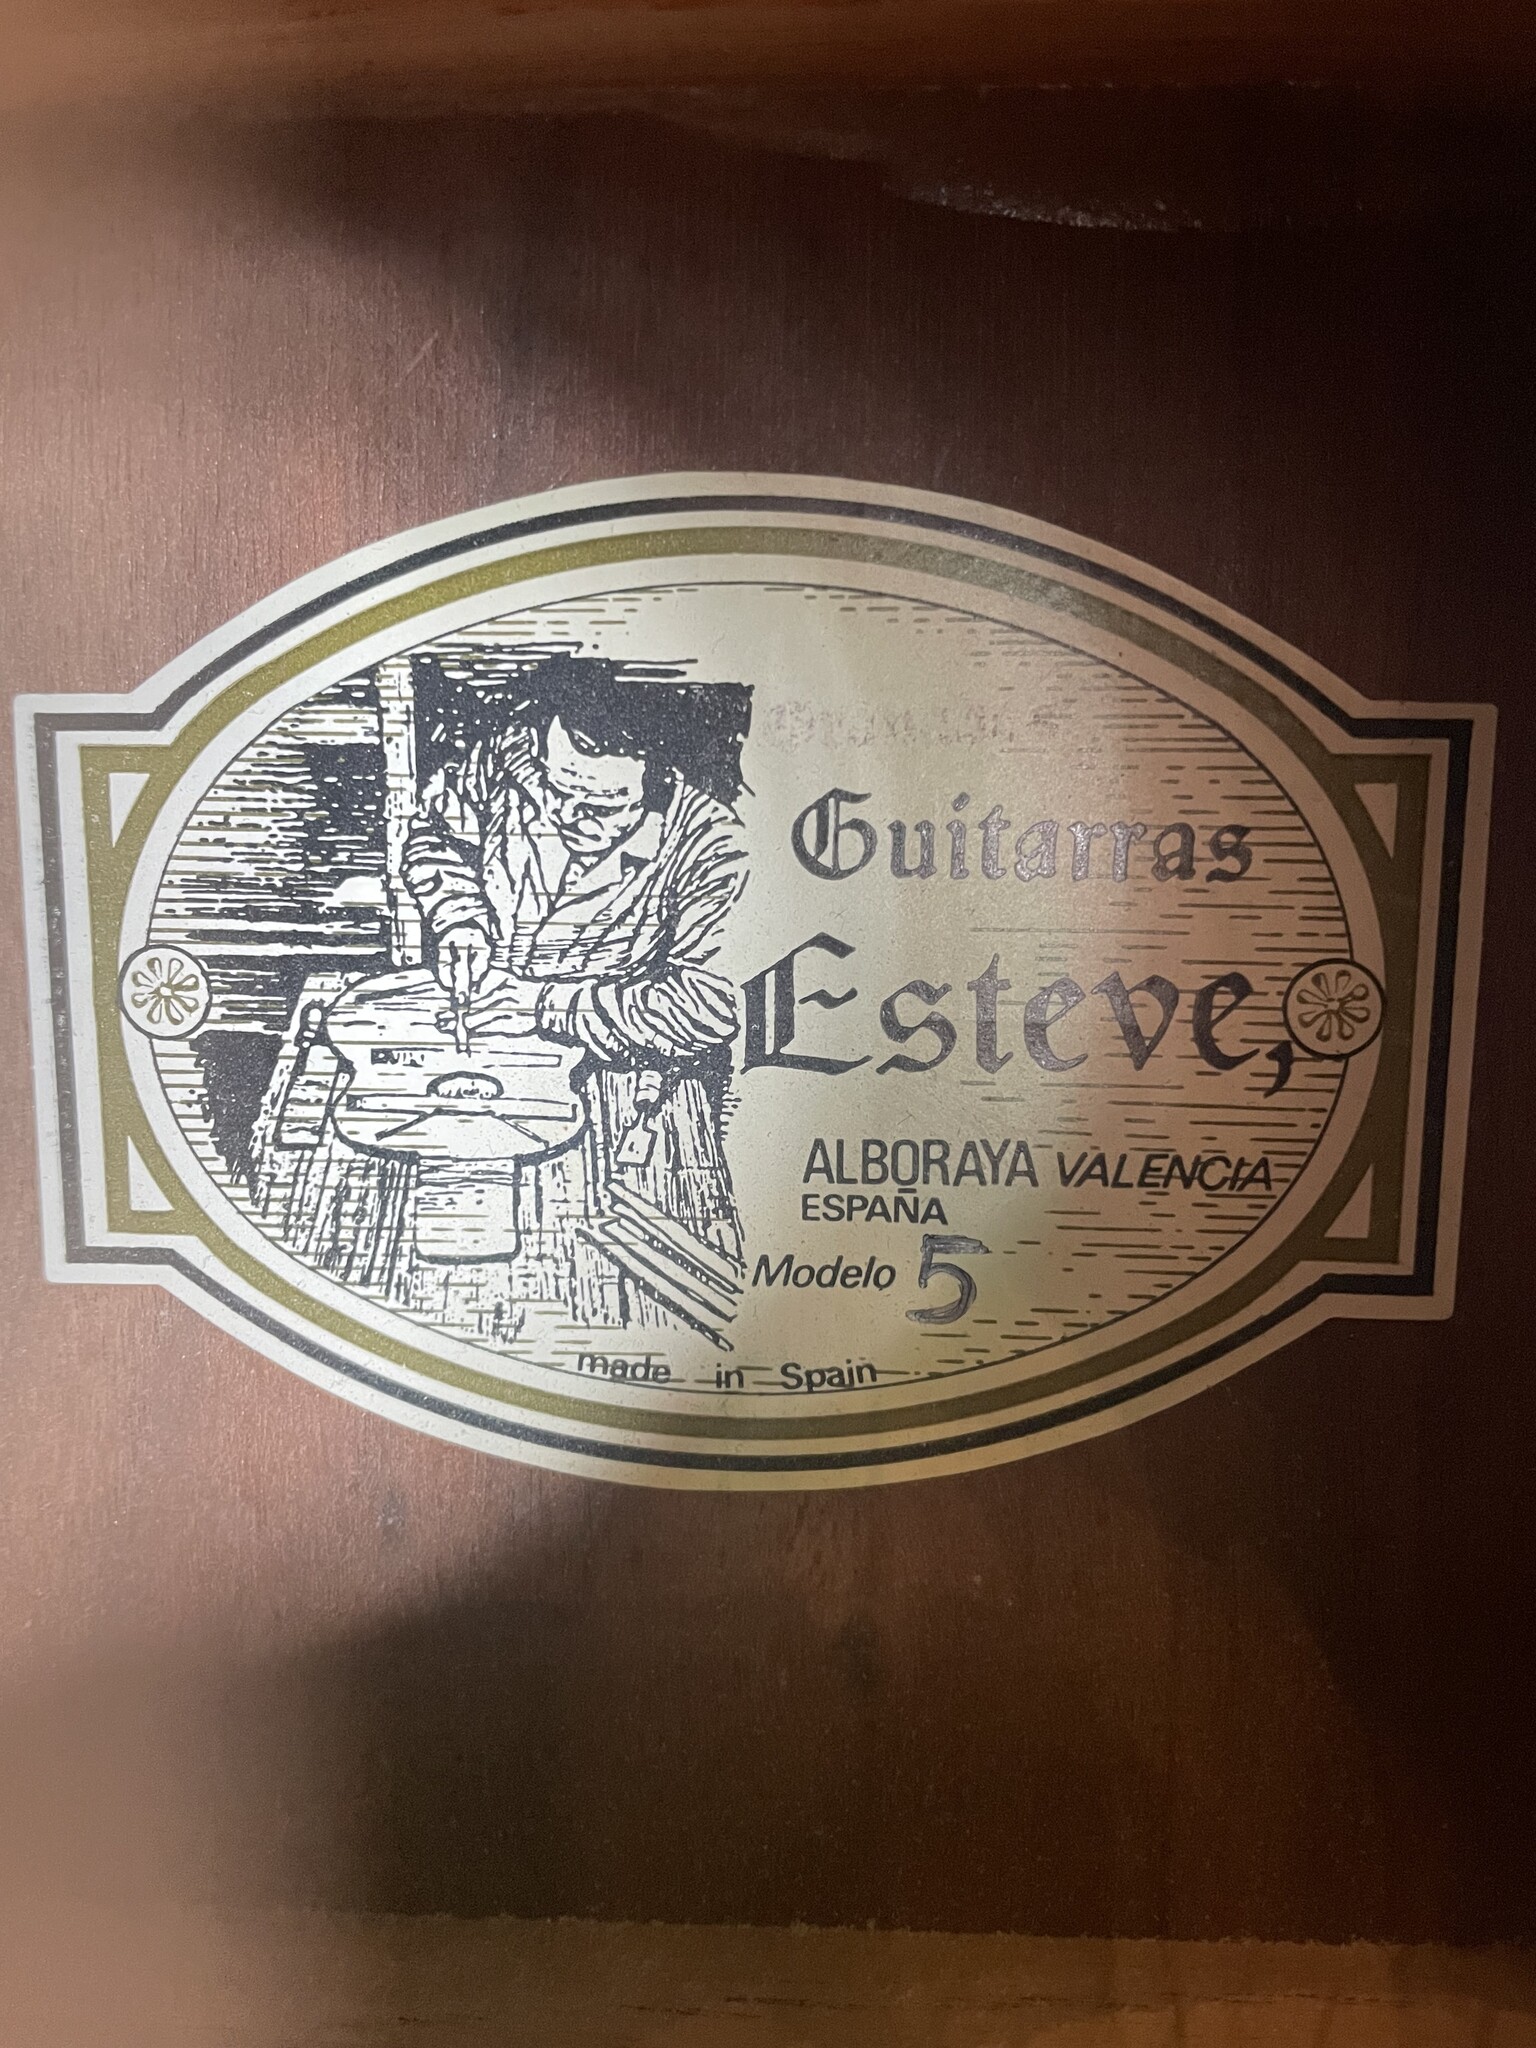 Guitarras
Esteve,
ALBORAYA VALENCIA
ESPAÑA
Modelo 5
made in Spain